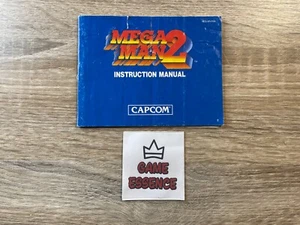 MEGA
MAN 2
INSTRUCTION MANUAL
CAPCOM
GAME
ESSENCE